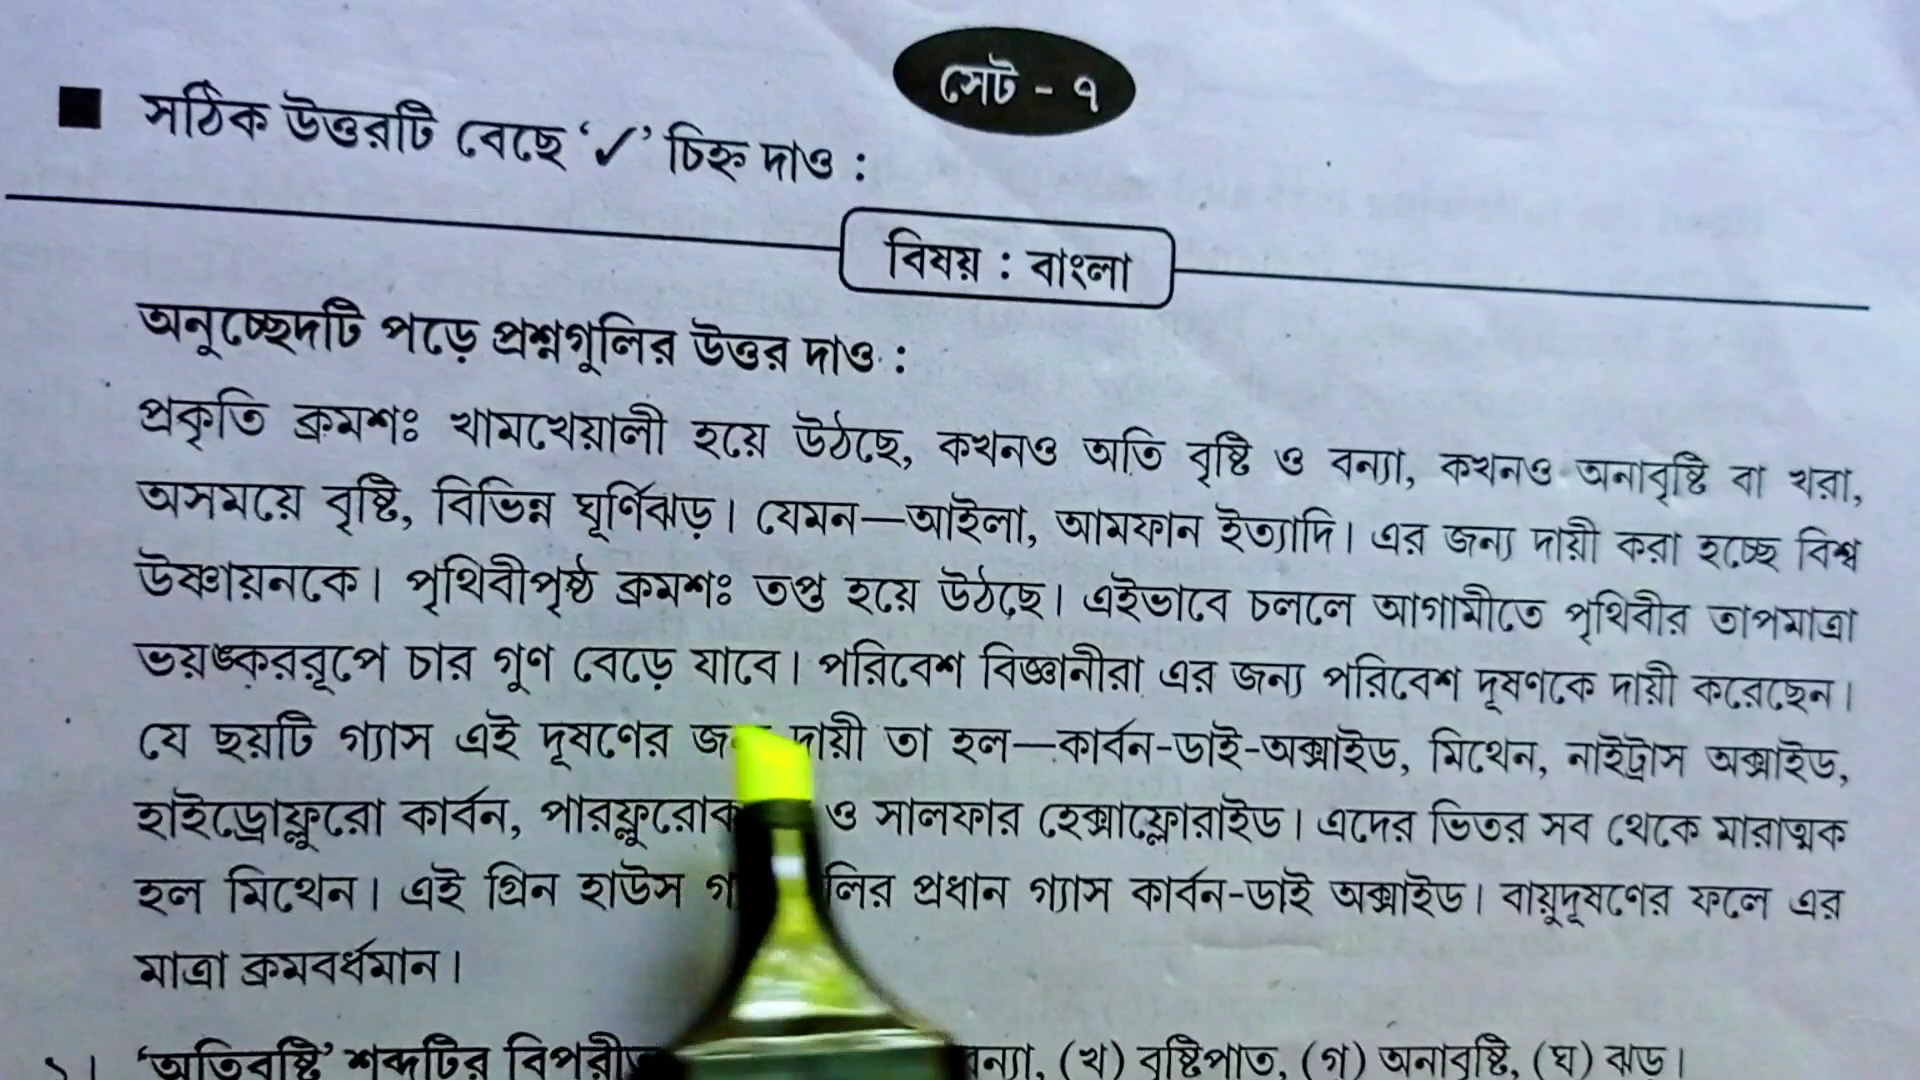 সেট - ৭
■ সঠিক উত্তরটি বেছে ‘✓’ চিহ্ন দাও :
বিষয় : বাংলা
অনুচ্ছেদটি পড়ে প্রশ্নগুলির উত্তর দাও :
প্রকৃতি ক্রমশঃ খামখেয়ালী হয়ে উঠছে, কখনও অতি বৃষ্টি ও বন্যা, কখনও অনাবৃষ্টি বা খরা,
অসময়ে বৃষ্টি, বিভিন্ন ঘূর্ণিঝড়। যেমন—আইলা, আমফান ইত্যাদি। এর জন্য দায়ী করা হচ্ছে বিশ্ব
উষ্ণায়নকে। পৃথিবীপৃষ্ঠ ক্রমশঃ তপ্ত হয়ে উঠছে। এইভাবে চললে আগামীতে পৃথিবীর তাপমাত্রা
ভয়ঙ্কররূপে চার গুণ বেড়ে যাবে। পরিবেশ বিজ্ঞানীরা এর জন্য পরিবেশ দূষণকে দায়ী করেছেন।
যে ছয়টি গ্যাস এই দূষণের দায়ী তা হল—কার্বন-ডাই-অক্সাইড, মিথেন, নাইট্রাস অক্সাইড,
হাইড্রোফ্লুরো কার্বন, ও সালফার হেক্সাফ্লোরাইড। এদের ভিতর সব থেকে মারাত্মক
হল মিথেন। এই গ্রিন হাউস প্রধান গ্যাস কার্বন-ডাই অক্সাইড। বায়ুদূষণের ফলে এর
মাত্রা ক্রমবর্ধমান।
১। ‘অতিবৃষ্টি’ শব্দটির (খ) বৃষ্টিপাত, (গ) অনাবৃষ্টি, (ঘ) ঝড়।